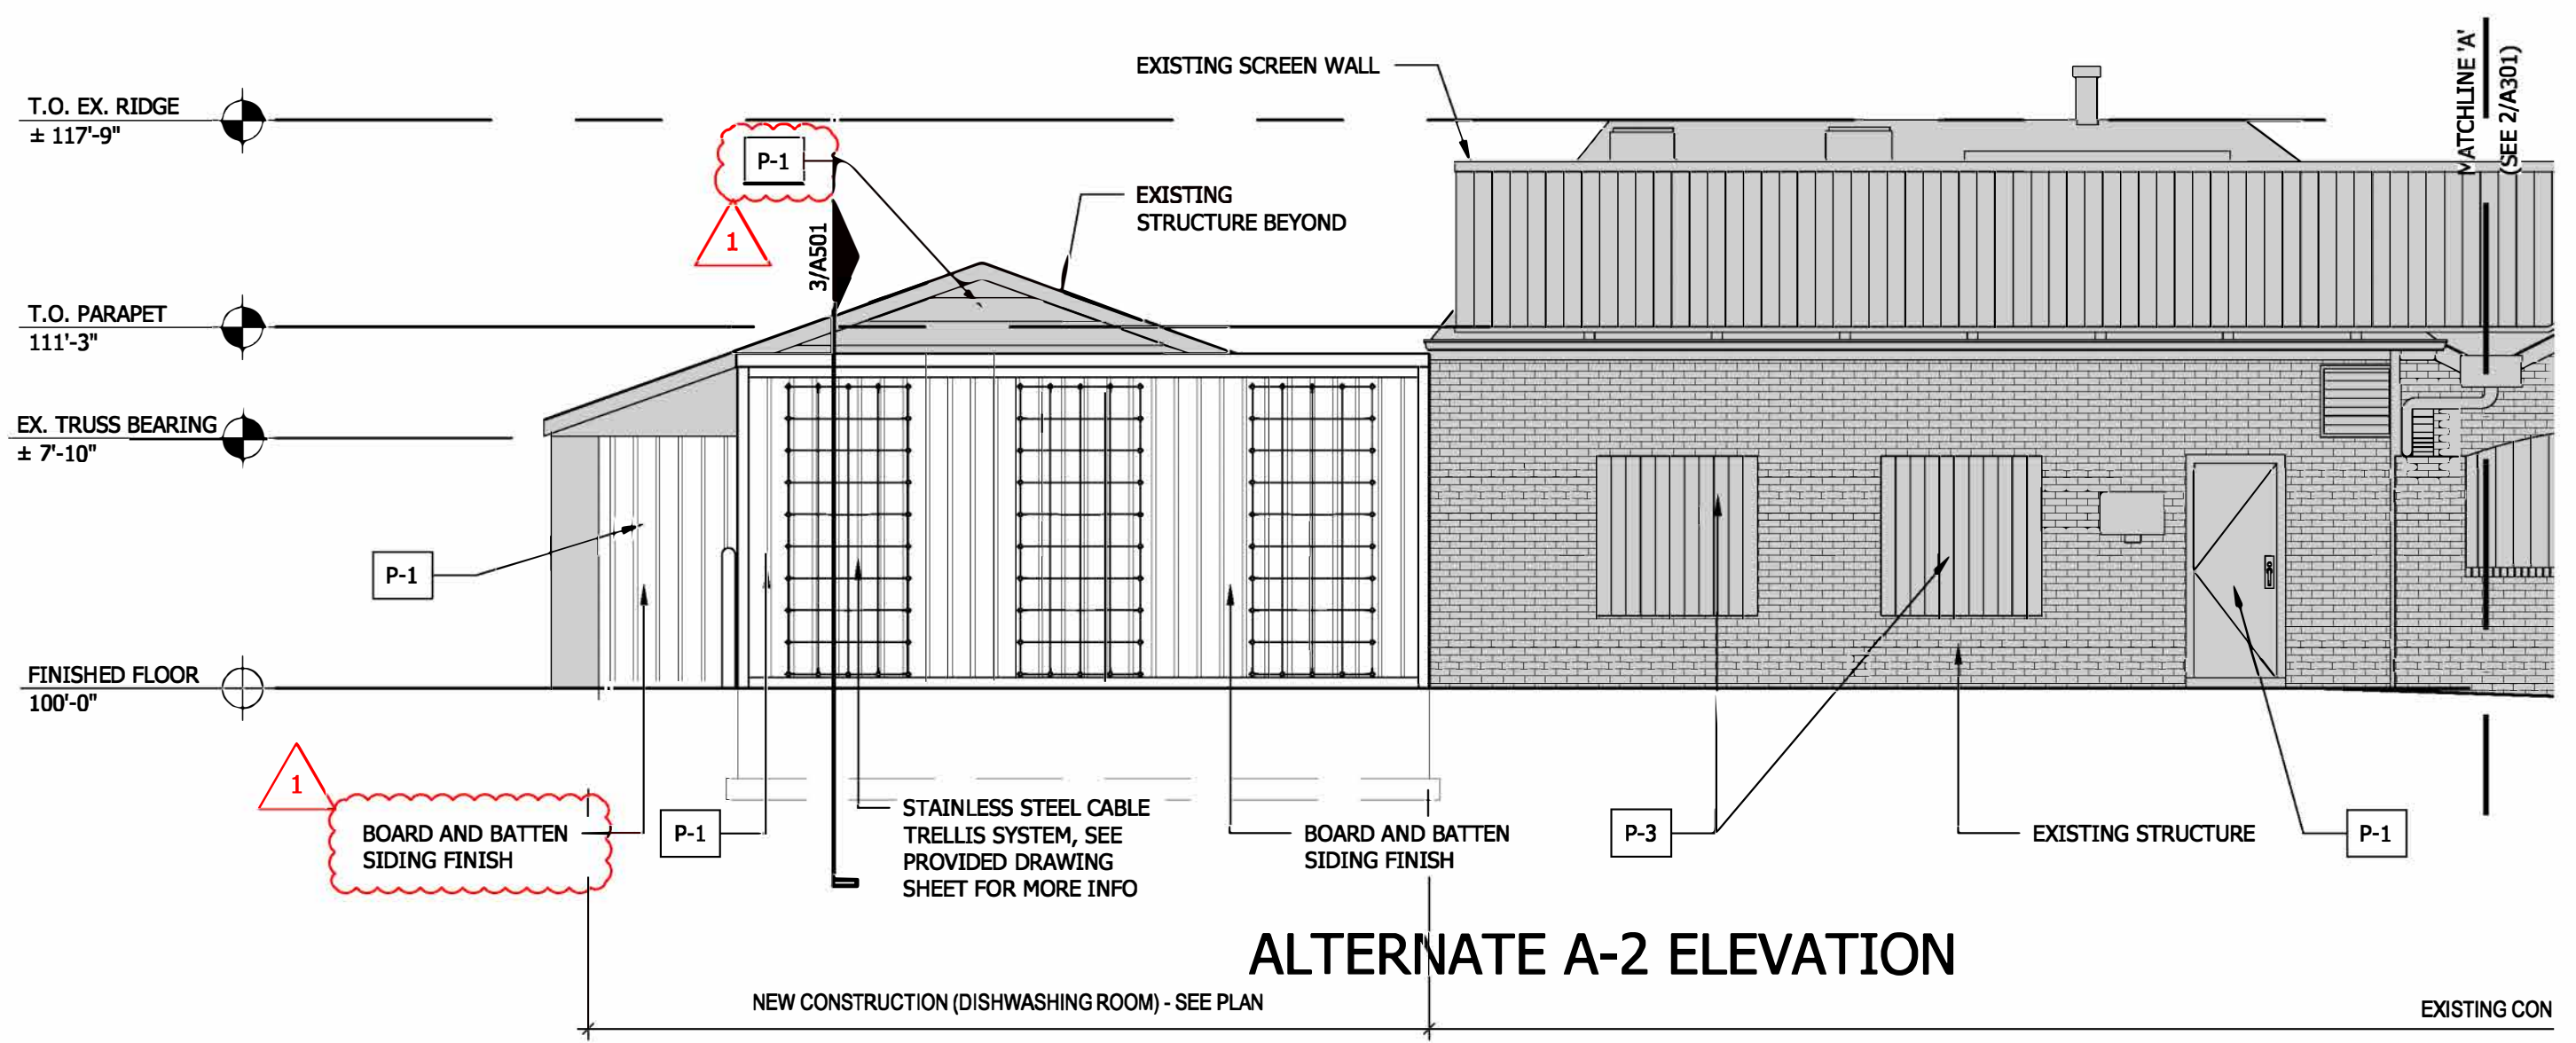 EXISTING SCREEN WALL
MATCHLINE 'A'
(SEE 2/A301)
T.O. EX. RIDGE
± 117'-9"
P-1
1
EXISTING
STRUCTURE BEYOND
3/A501
T.O. PARAPET
111'-3"
EX. TRUSS BEARING
± 7'-10"
P-1
FINISHED FLOOR
100'-0"
1
BOARD AND BATTEN
SIDING FINISH
P-1
STAINLESS STEEL CABLE
TRELLIS SYSTEM, SEE
PROVIDED DRAWING
SHEET FOR MORE INFO
BOARD AND BATTEN
SIDING FINISH
P-3
EXISTING STRUCTURE
P-1
ALTERNATE A-2 ELEVATION
NEW CONSTRUCTION (DISHWASHING ROOM) - SEE PLAN
EXISTING CON